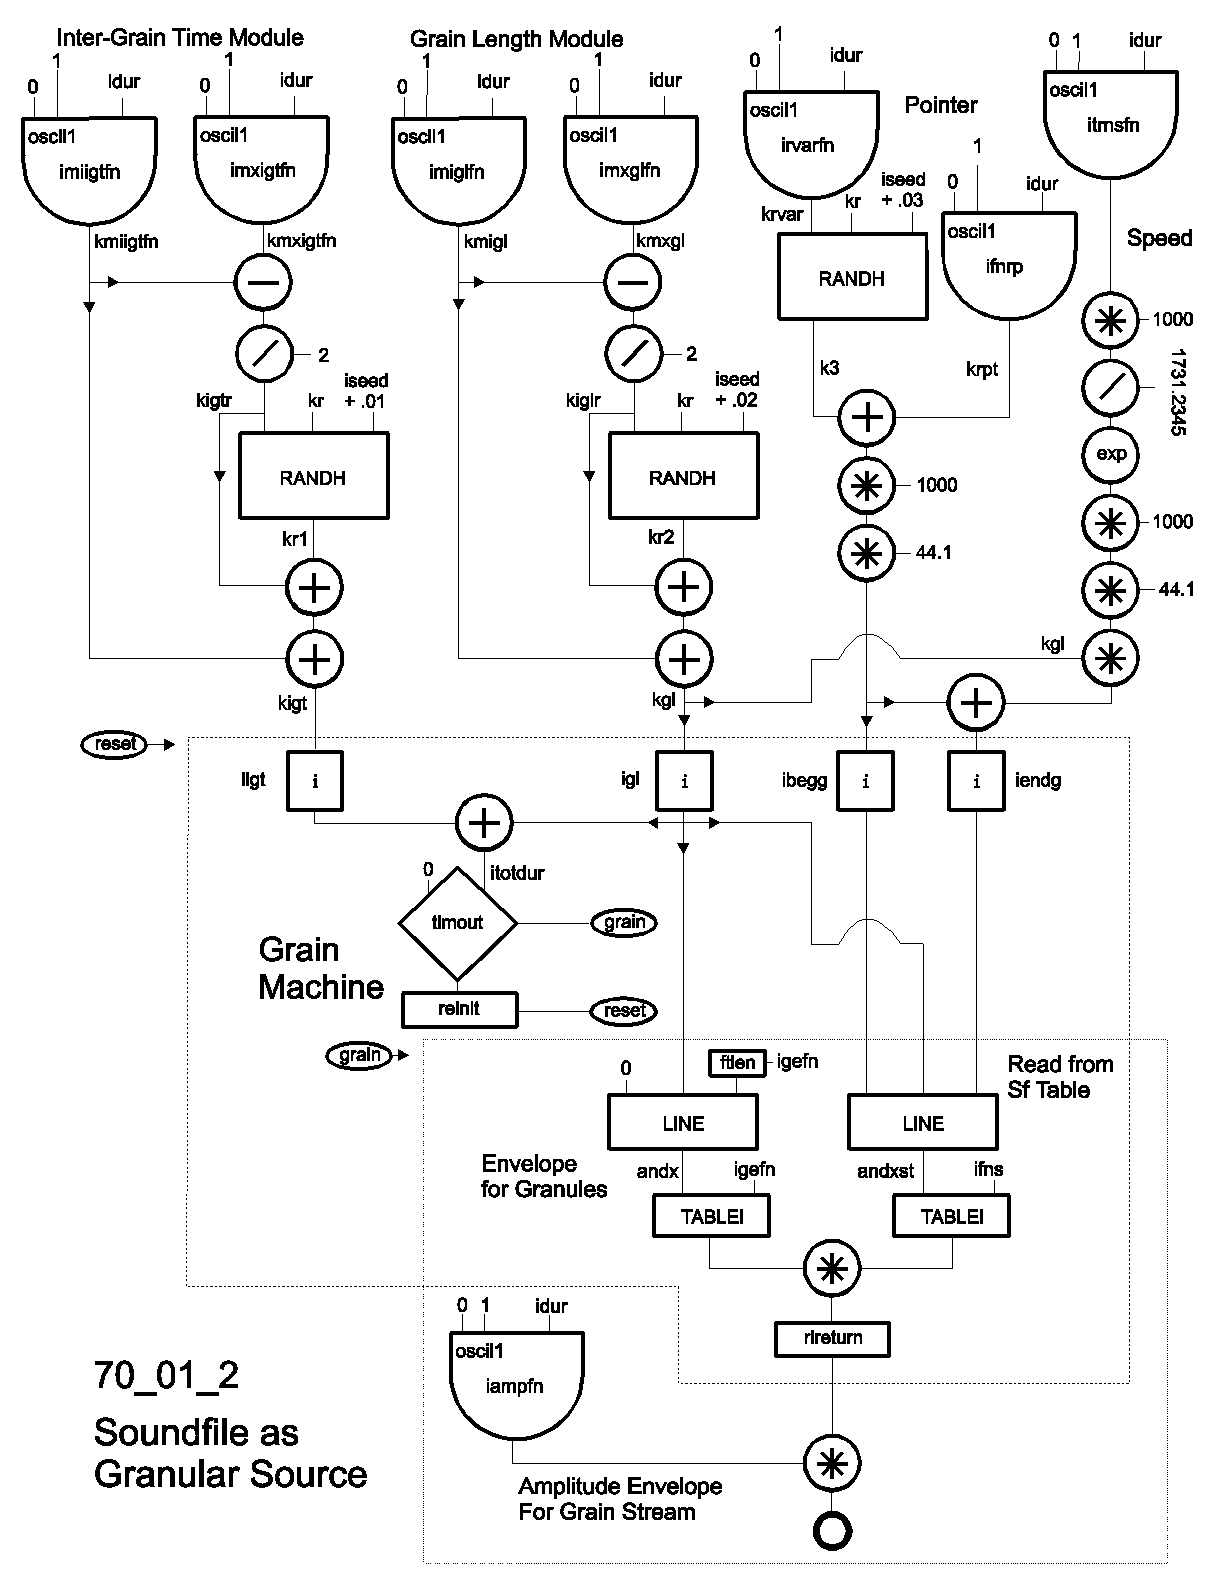 Inter-Grain Time Module
Grain Length Module
0 1 idur
oscil1
imiigtfn
0 1 idur
oscil1
imxigtfn
0 1 idur
oscil1
imiglfn
0 1 idur
oscil1
imxglfn
0 1 idur
oscil1
irvarfn
Pointer
0 1 idur
oscil1
itrnsfn
0 1 idur
oscil1
ifnrp
Speed
kmiigtfn
kmxigtfn
kmigl
kmxgl
krvar
kr
iseed
+ .03
RANDH
2
2
1000
1731.2345
exp
1000
44.1
kgl
kigtr
kr
iseed
+ .01
RANDH
kiglr
kr
iseed
+ .02
RANDH
k3
krpt
1000
44.1
kr1
kr2
kigt
kgl
reset
iigt
i
igl
i
ibegg
i
i
iendg
0
itotdur
timout
grain
reinit
reset
Grain
Machine
grain
0
ftlen
igefn
Read from
Sf Table
LINE
LINE
Envelope
for Granules
andx
igefn
andxst
ifns
TABLEI
TABLEI
rireturn
0 1 idur
oscil1
iampfn
70_01_2
Soundfile as
Granular Source
Amplitude Envelope
For Grain Stream